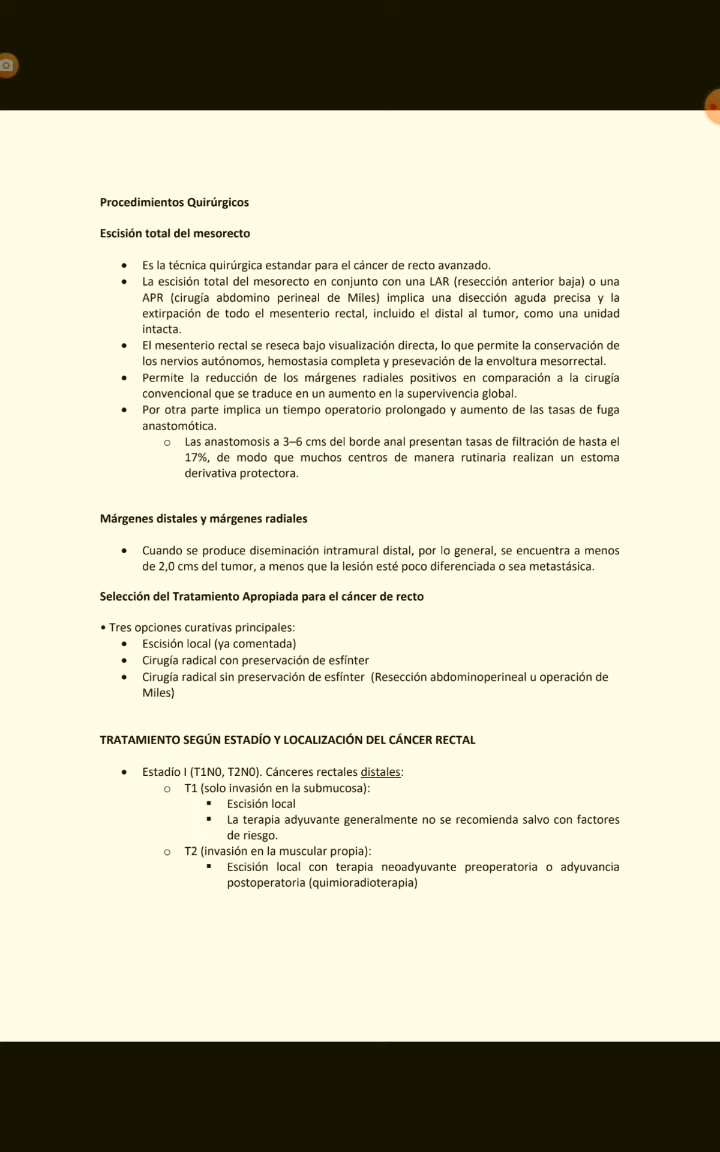 Procedimientos Quirúrgicos
Escisión total del mesorecto
• Es la técnica quirúrgica estandar para el cáncer de recto avanzado.
• La escisión total del mesorecto en conjunto con una LAR (resección anterior baja) o una
APR (cirugía abdomino perineal de Miles) implica una disección aguda precisa y la
extirpación de todo el mesenterio rectal, incluido el distal al tumor, como una unidad
intacta.
• El mesenterio rectal se reseca bajo visualización directa, lo que permite la conservación de
los nervios autónomos, hemostasia completa y presevación de la envoltura mesorrectal.
• Permite la reducción de los márgenes radiales positivos en comparación a la cirugía
convencional que se traduce en un aumento en la supervivencia global.
• Por otra parte implica un tiempo operatorio prolongado y aumento de las tasas de fuga
anastomótica.
o Las anastomosis a 3–6 cms del borde anal presentan tasas de filtración de hasta el
17%, de modo que muchos centros de manera rutinaria realizan un estoma
derivativa protectora.
Márgenes distales y márgenes radiales
• Cuando se produce diseminación intramural distal, por lo general, se encuentra a menos
de 2,0 cms del tumor, a menos que la lesión esté poco diferenciada o sea metastásica.
Selección del Tratamiento Apropiada para el cáncer de recto
• Tres opciones curativas principales:
• Escisión local (ya comentada)
• Cirugía radical con preservación de esfínter
• Cirugía radical sin preservación de esfínter (Resección abdominoperineal u operación de
Miles)
TRATAMIENTO SEGÚN ESTADÍO Y LOCALIZACIÓN DEL CÁNCER RECTAL
• Estadío I (T1N0, T2N0). Cánceres rectales distales:
o T1 (solo invasión en la submucosa):
▪ Escisión local
▪ La terapia adyuvante generalmente no se recomienda salvo con factores
de riesgo.
o T2 (invasión en la muscular propia):
▪ Escisión local con terapia neoadyuvante preoperatoria o adyuvancia
postoperatoria (quimioradioterapia)